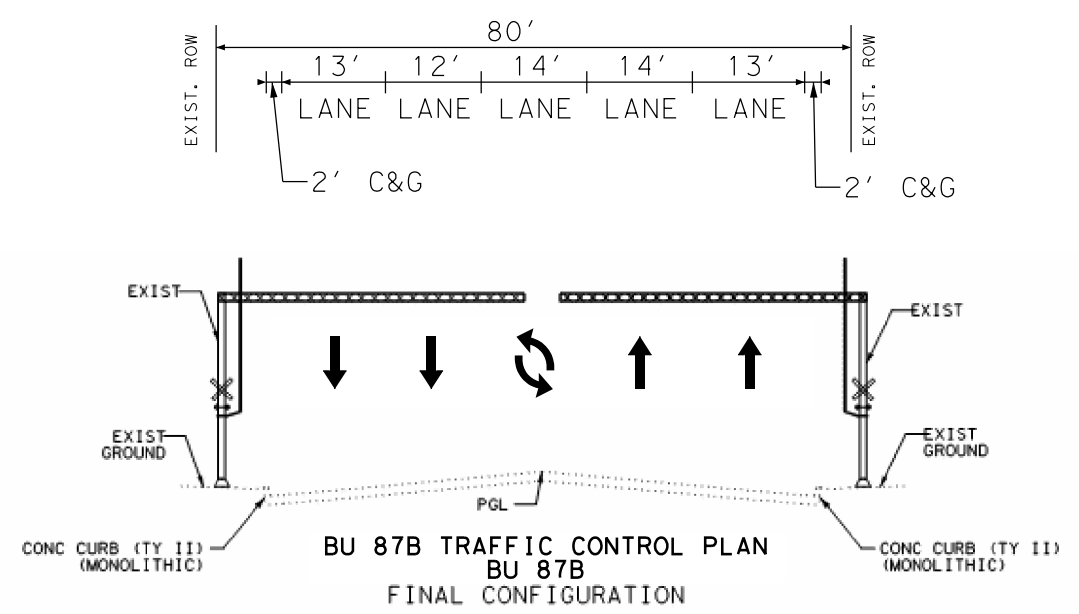 80'
EXIST. ROW
EXIST. ROW
13' 12' 14' 14' 13'
LANE LANE LANE LANE LANE
2' C&G
2' C&G
EXIST
EXIST
EXIST
GROUND
EXIST
GROUND
PGL
CONC CURB (TY II)
(MONOLITHIC)
CONC CURB (TY II)
(MONOLITHIC)
BU 87B TRAFFIC CONTROL PLAN
BU 87B
FINAL CONFIGURATION